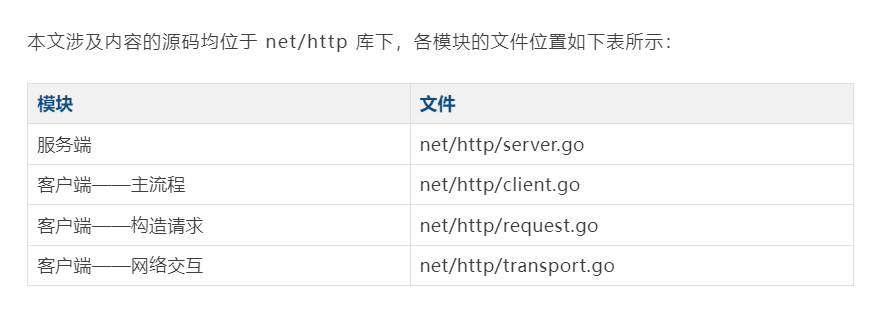 本文涉及内容的源码均位于 net/http 库下，各模块的文件位置如下表所示：
模块 文件
服务端 net/http/server.go
客户端——主流程 net/http/client.go
客户端——构造请求 net/http/request.go
客户端——网络交互 net/http/transport.go